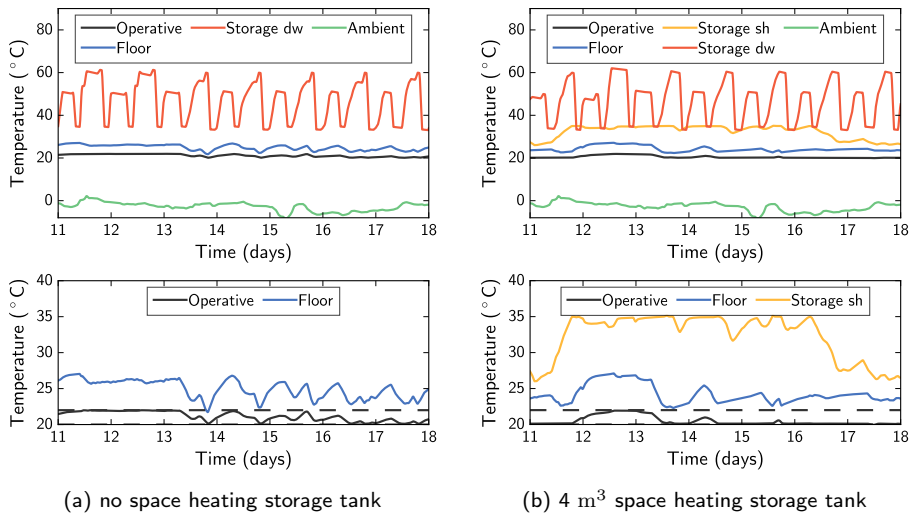 Operative Storage dw Ambient
Floor
Temperature (°C)
80
60
40
20
0
11 12 13 14 15 16 17 18
Time (days)
Operative Storage sh Ambient
Floor Storage dw
Temperature (°C)
80
60
40
20
0
11 12 13 14 15 16 17 18
Time (days)
Operative Floor
Temperature (°C)
40
35
30
25
20
11 12 13 14 15 16 17 18
Time (days)
(a) no space heating storage tank
Operative Floor Storage sh
Temperature (°C)
40
35
30
25
20
11 12 13 14 15 16 17 18
Time (days)
(b) 4 m³ space heating storage tank